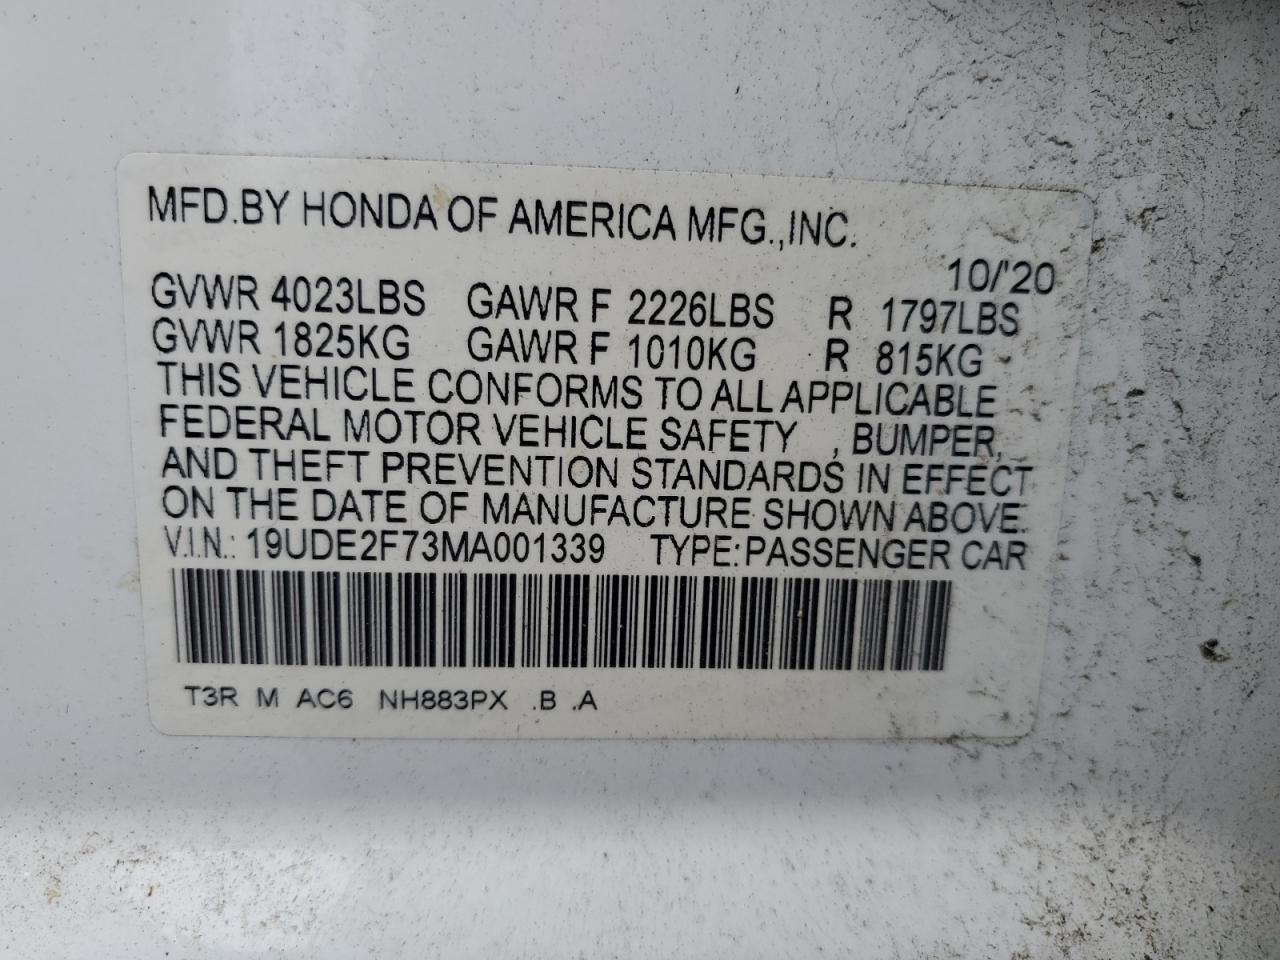 MFD.BY HONDA OF AMERICA MFG.,INC.
10/'20
GVWR 4023LBS GAWR F 2226LBS R 1797LBS
GVWR 1825KG GAWR F 1010KG R 815KG
THIS VEHICLE CONFORMS TO ALL APPLICABLE
FEDERAL MOTOR VEHICLE SAFETY , BUMPER,
AND THEFT PREVENTION STANDARDS IN EFFECT
ON THE DATE OF MANUFACTURE SHOWN ABOVE.
V.I.N.: 19UDE2F73MA001339 TYPE:PASSENGER CAR
T3R M AC6 NH883PX .B .A